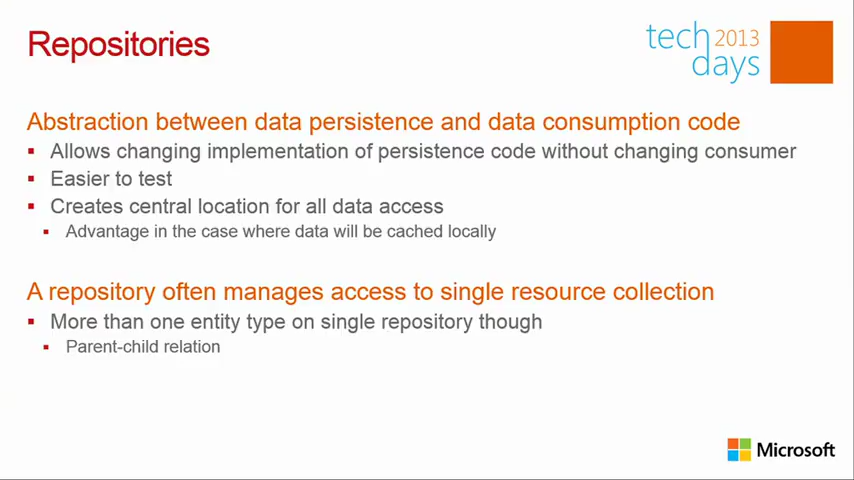 Repositories
tech 2013
days
Abstraction between data persistence and data consumption code
Allows changing implementation of persistence code without changing consumer
Easier to test
Creates central location for all data access
Advantage in the case where data will be cached locally
A repository often manages access to single resource collection
More than one entity type on single repository though
Parent-child relation
Microsoft